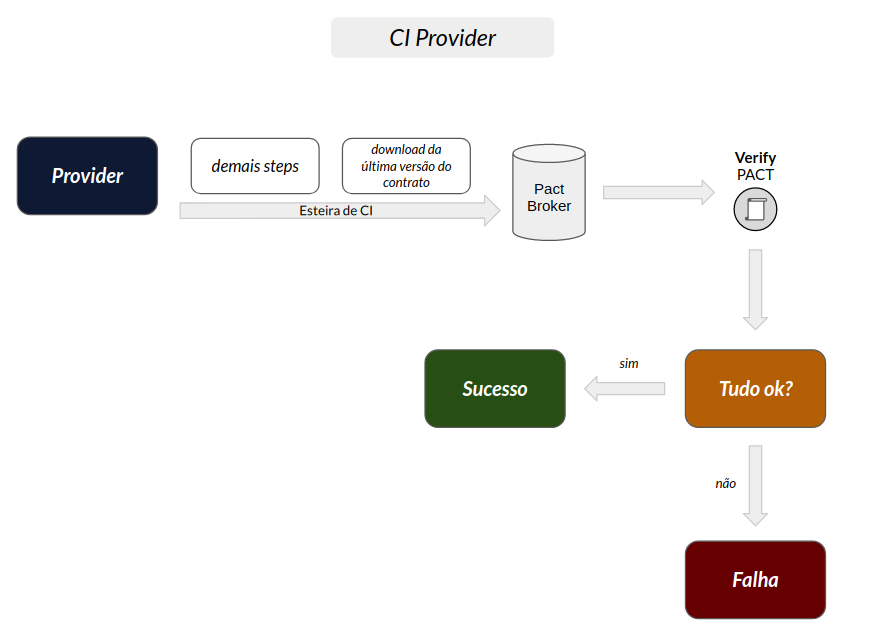 CI Provider
Provider
demais steps
download da
última versão do
contrato
Esteira de CI
Pact
Broker
Verify
PACT
Tudo ok?
sim
Sucesso
não
Falha